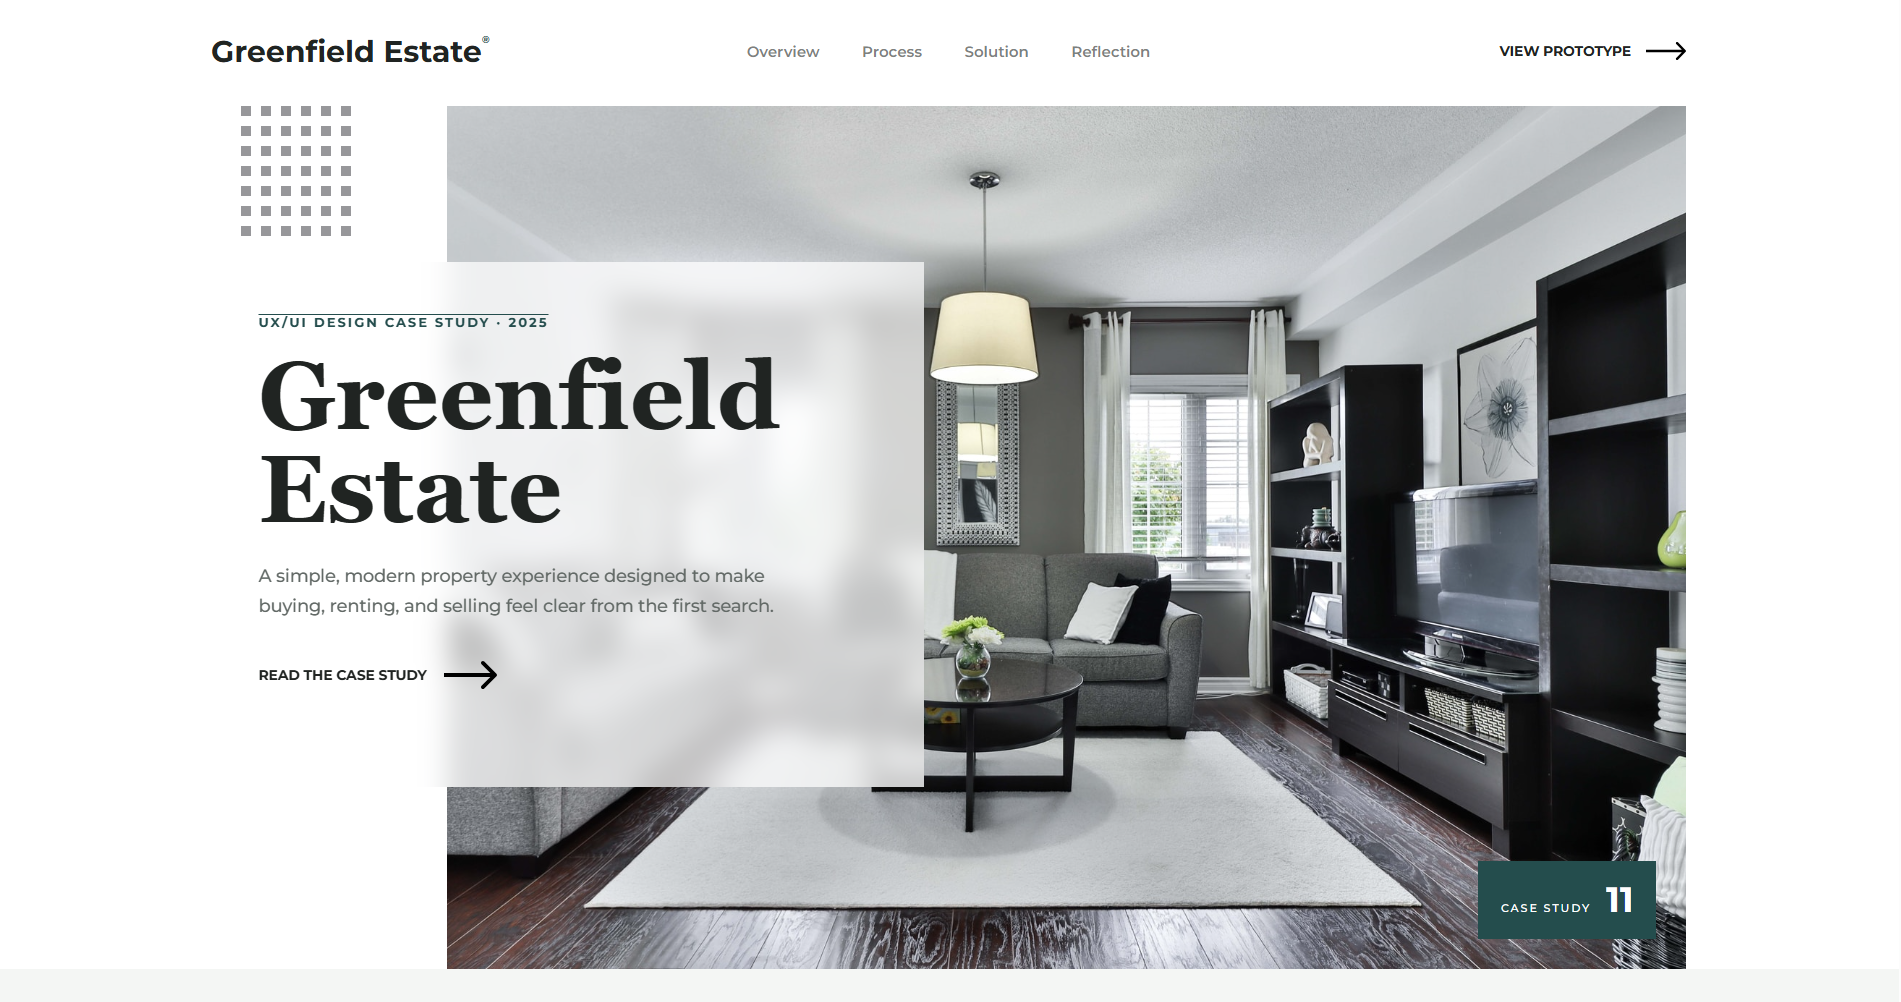 Greenfield Estate®
Overview Process Solution Reflection
VIEW PROTOTYPE
UX/UI DESIGN CASE STUDY · 2025
Greenfield
Estate
A simple, modern property experience designed to make
buying, renting, and selling feel clear from the first search.
READ THE CASE STUDY
CASE STUDY 11